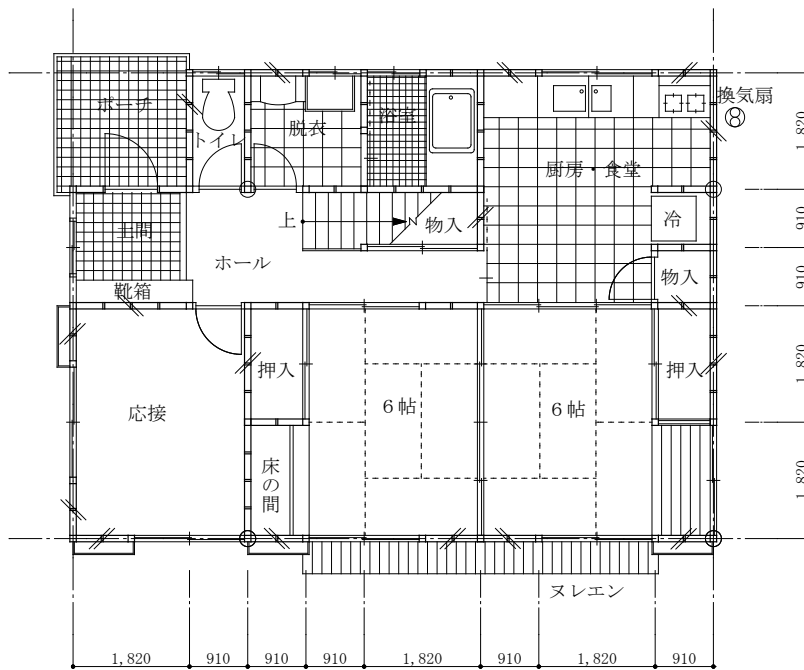 換気扇
8
ポーチ
トイレ
脱衣
浴室
厨房・食堂
土間
上
物入
冷
ホール
物入
靴箱
押入
押入
応接
6帖
6帖
床の間
ヌレエン
1,820
910
910
1,820
1,820
1,820
910
910
910
1,820
910
1,820
910